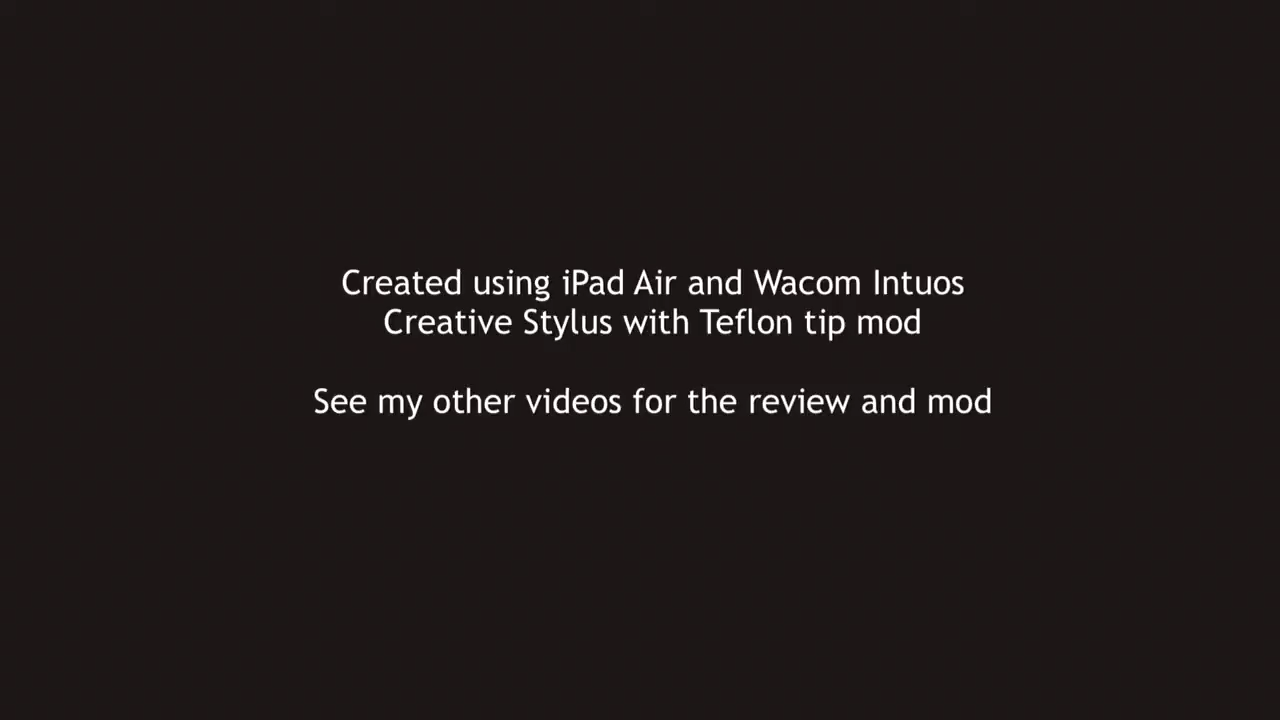 Created using iPad Air and Wacom Intuos
Creative Stylus with Teflon tip mod
See my other videos for the review and mod